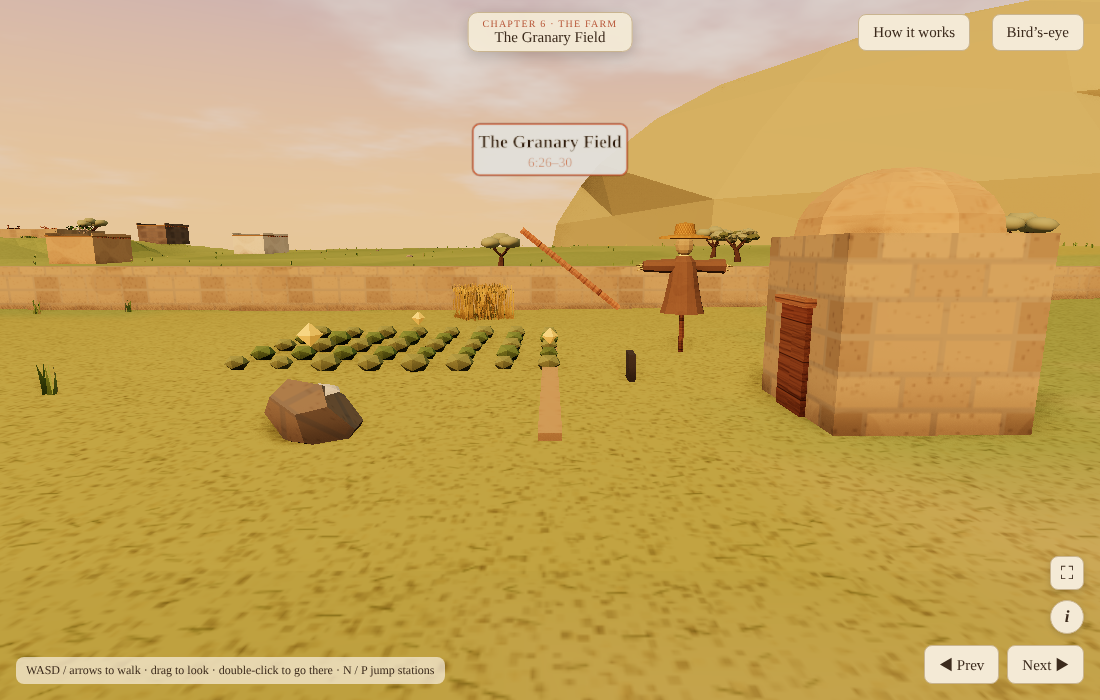 CHAPTER 6 · THE FARM
The Granary Field
How it works
Bird's-eye
The Granary Field
6:26–30
i
WASD / arrows to walk · drag to look · double-click to go there · N / P jump stations
◀ Prev
Next ▶